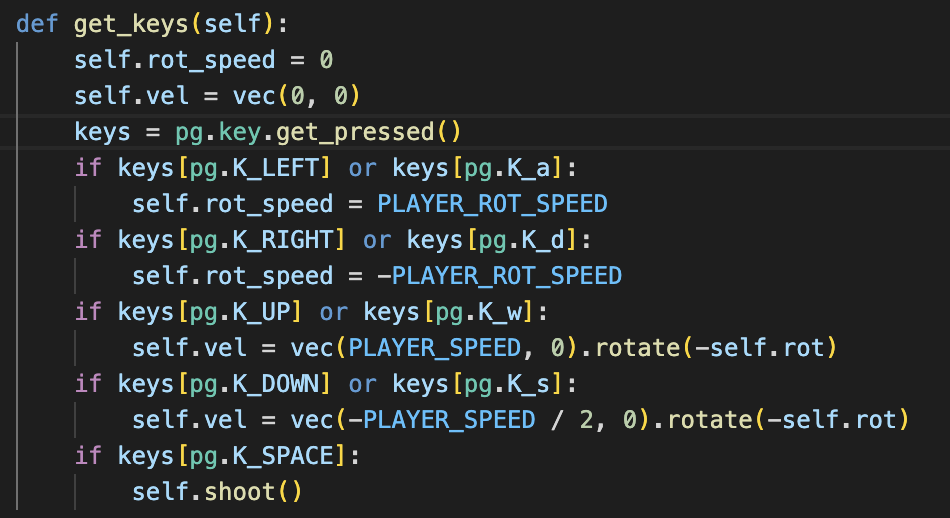 def get_keys(self):
    self.rot_speed = 0
    self.vel = vec(0, 0)
    keys = pg.key.get_pressed()
    if keys[pg.K_LEFT] or keys[pg.K_a]:
        self.rot_speed = PLAYER_ROT_SPEED
    if keys[pg.K_RIGHT] or keys[pg.K_d]:
        self.rot_speed = -PLAYER_ROT_SPEED
    if keys[pg.K_UP] or keys[pg.K_w]:
        self.vel = vec(PLAYER_SPEED, 0).rotate(-self.rot)
    if keys[pg.K_DOWN] or keys[pg.K_s]:
        self.vel = vec(-PLAYER_SPEED / 2, 0).rotate(-self.rot)
    if keys[pg.K_SPACE]:
        self.shoot()